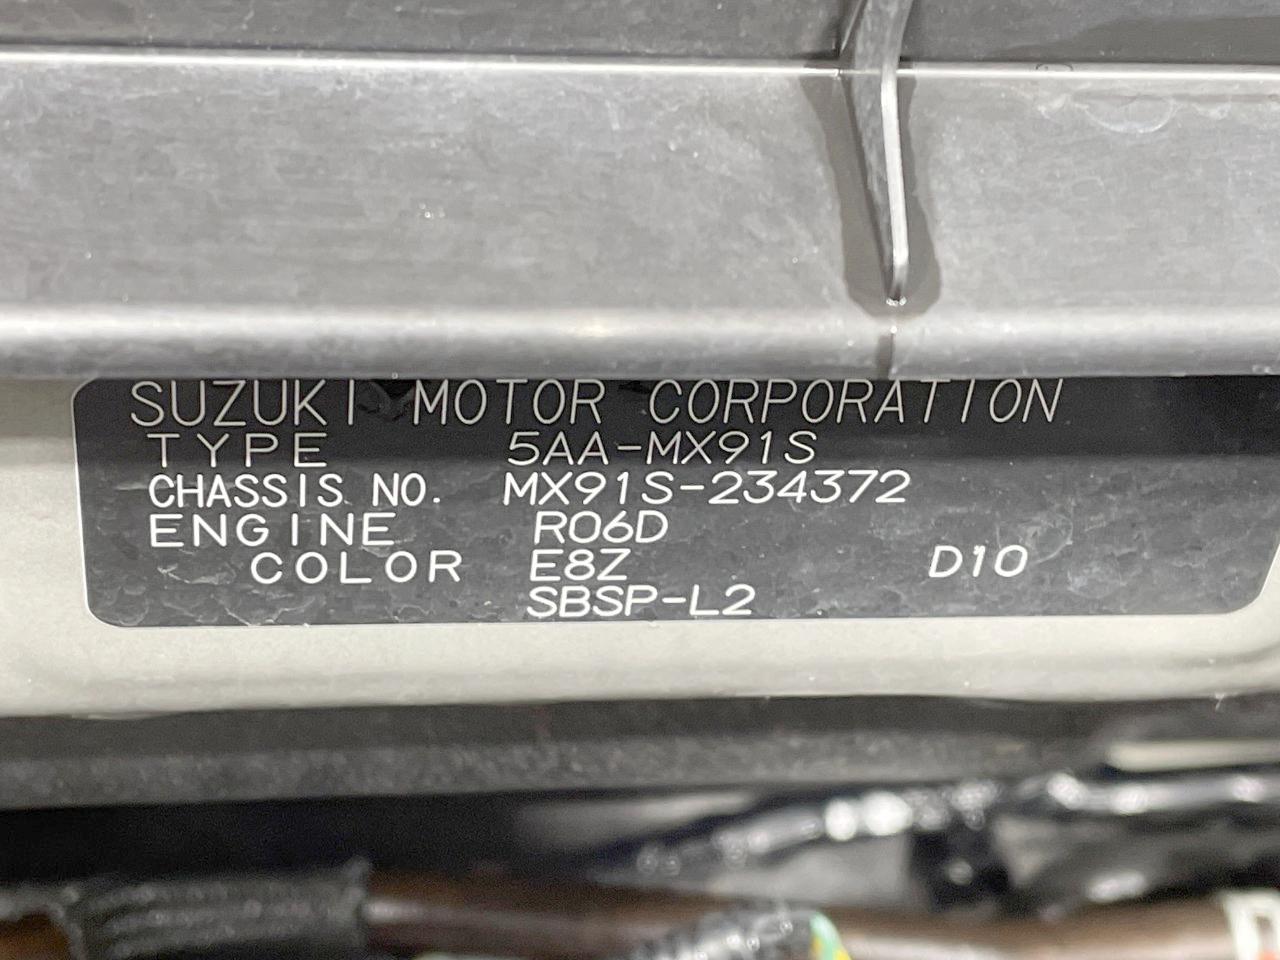 SUZUKI MOTOR CORPORATION
TYPE 5AA-MX91S
CHASSIS NO. MX91S-234372
ENGINE R06D
COLOR E8Z D10
SBSP-L2